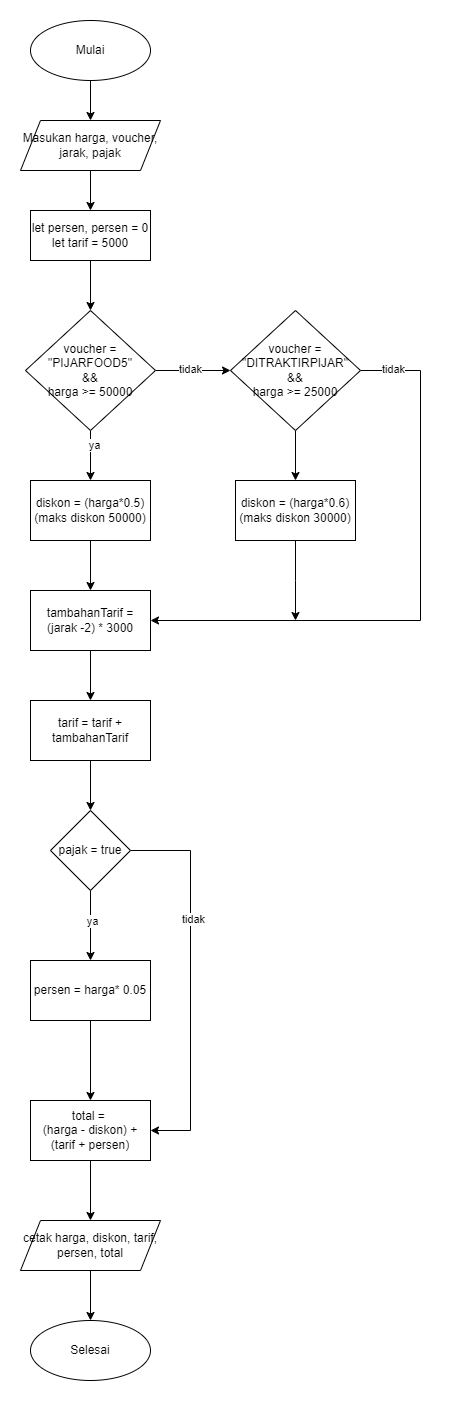 Mulai
Masukan harga, voucher,
jarak, pajak
let persen, persen = 0
let tarif = 5000
voucher =
"PIJARFOOD5"
&&
harga >= 50000
tidak
voucher =
"DITRAKTIRPIJAR"
&&
harga >= 25000
tidak
ya
diskon = (harga*0.5)
(maks diskon 50000)
diskon = (harga*0.6)
(maks diskon 30000)
tambahanTarif =
(jarak -2) * 3000
tarif = tarif +
tambahanTarif
pajak = true
ya
tidak
persen = harga* 0.05
total =
(harga - diskon) +
(tarif + persen)
cetak harga, diskon, tarif,
persen, total
Selesai